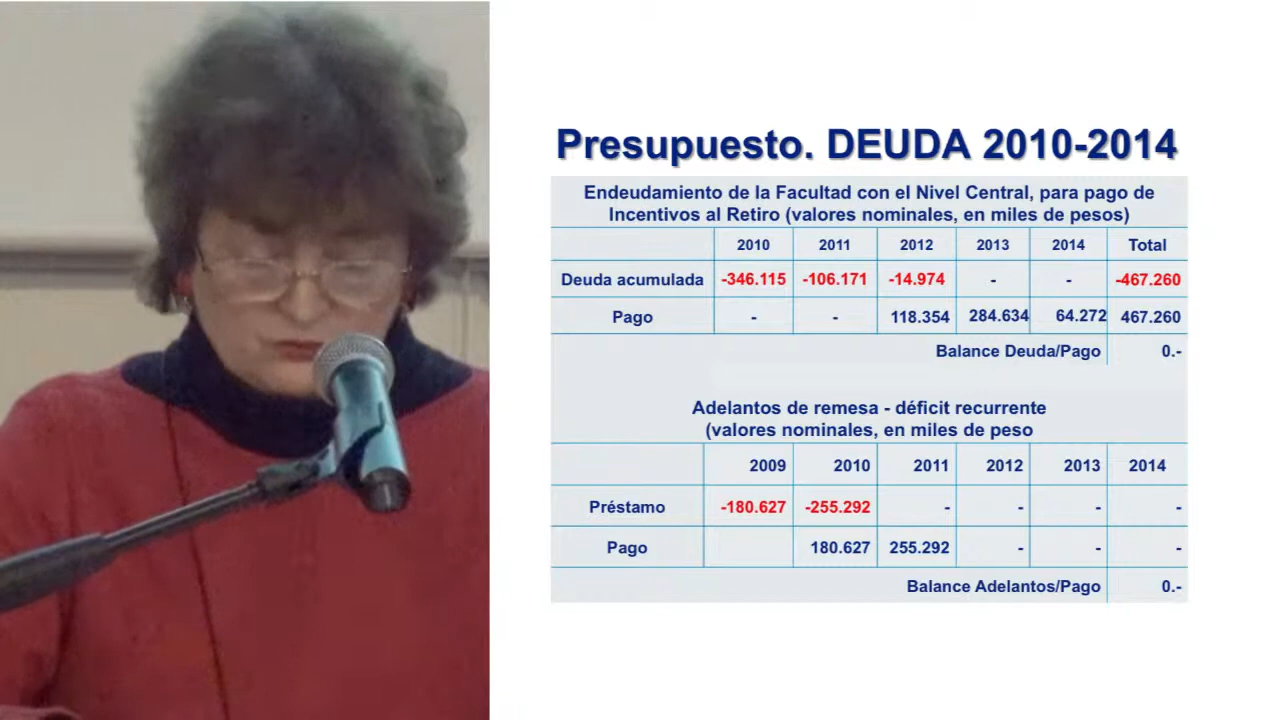 Presupuesto. DEUDA 2010-2014
Endeudamiento de la Facultad con el Nivel Central, para pago de
Incentivos al Retiro (valores nominales, en miles de pesos)
2010 2011 2012 2013 2014 Total
Deuda acumulada -346.115 -106.171 -14.974 - - -467.260
Pago - - 118.354 284.634 64.272 467.260
Balance Deuda/Pago 0.-
Adelantos de remesa - déficit recurrente
(valores nominales, en miles de peso
2009 2010 2011 2012 2013 2014
Préstamo -180.627 -255.292 - - - -
Pago 180.627 255.292 - - -
Balance Adelantos/Pago 0.-